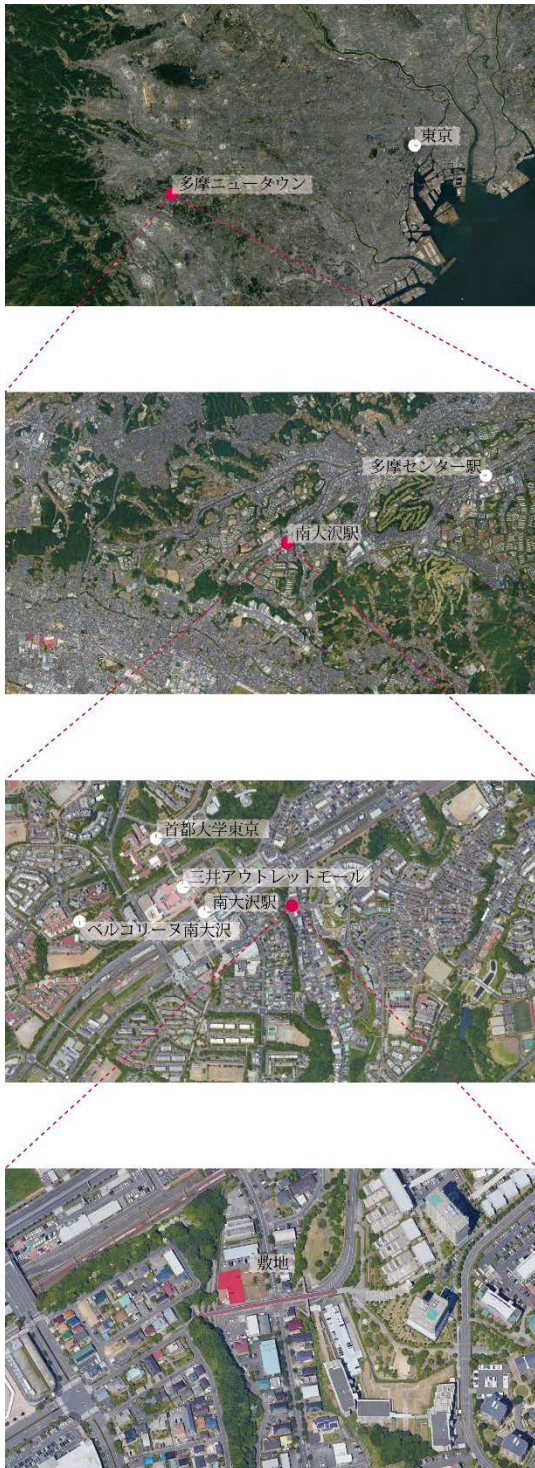 東京
多摩ニュータウン
多摩センター駅
南大沢駅
首都大学東京
三井アウトレットモール
南大沢駅
ベルコリーヌ南大沢
敷地